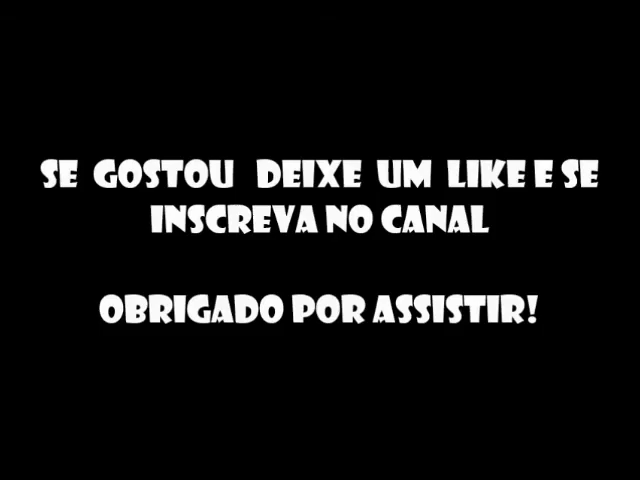 SE GOSTOU DEIXE UM LIKE E SE
INSCREVA NO CANAL
OBRIGADO POR ASSISTIR!